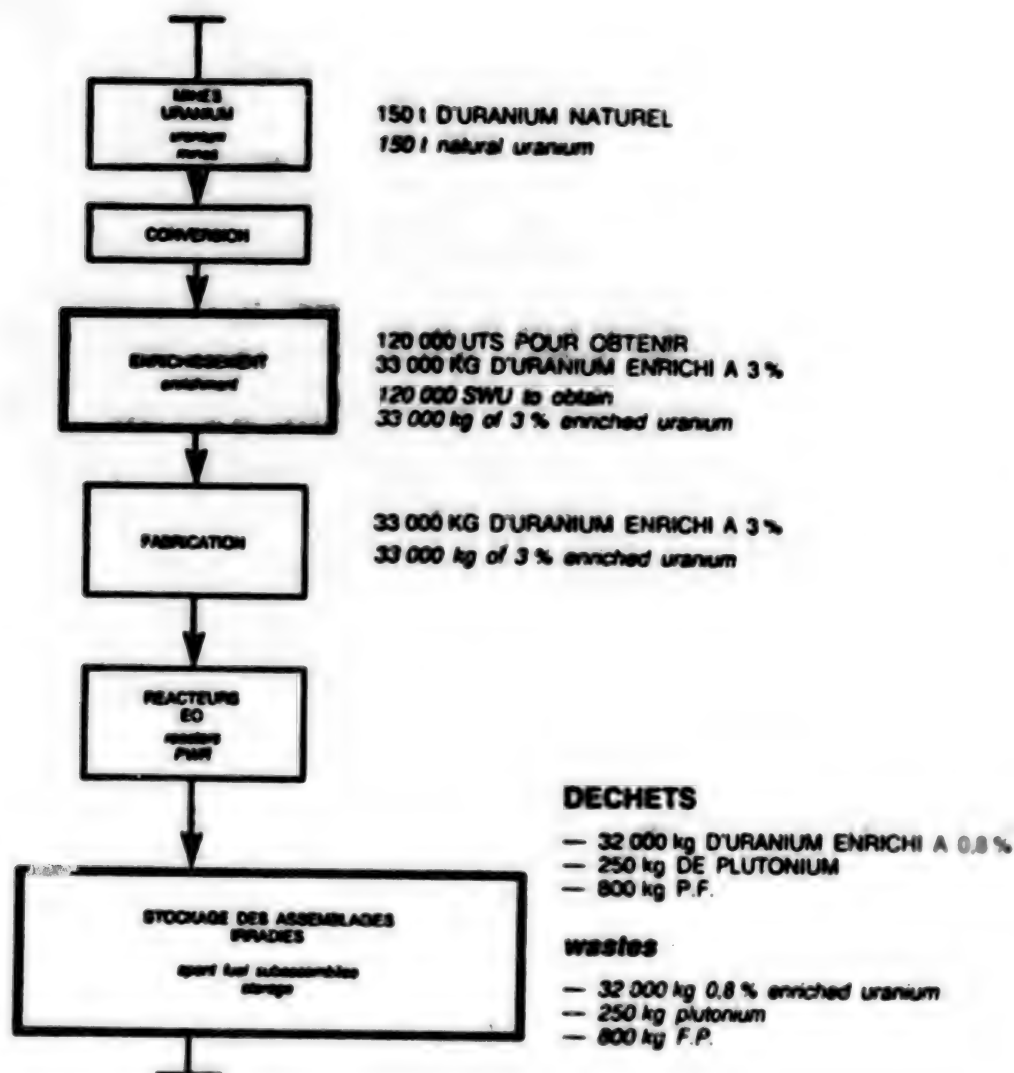 MINES
URANIUM
uranium
mines
150 t D'URANIUM NATUREL
150 t natural uranium
CONVERSION
ENRICHISSEMENT
enrichment
120 000 UTS POUR OBTENIR
33 000 KG D'URANIUM ENRICHI A 3 %
120 000 SWU to obtain
33 000 kg of 3 % enriched uranium
FABRICATION
33 000 KG D'URANIUM ENRICHI A 3 %
33 000 kg of 3 % enriched uranium
REACTEURS
EO
reactors
PWR
DECHETS
— 32 000 kg D'URANIUM ENRICHI A 0,8 %
— 250 kg DE PLUTONIUM
— 800 kg P.F.
STOCKAGE DES ASSEMBLAGES
IRRADIES
spent fuel subassemblies
storage
wastes
— 32 000 kg 0,8 % enriched uranium
— 250 kg plutonium
— 800 kg F.P.